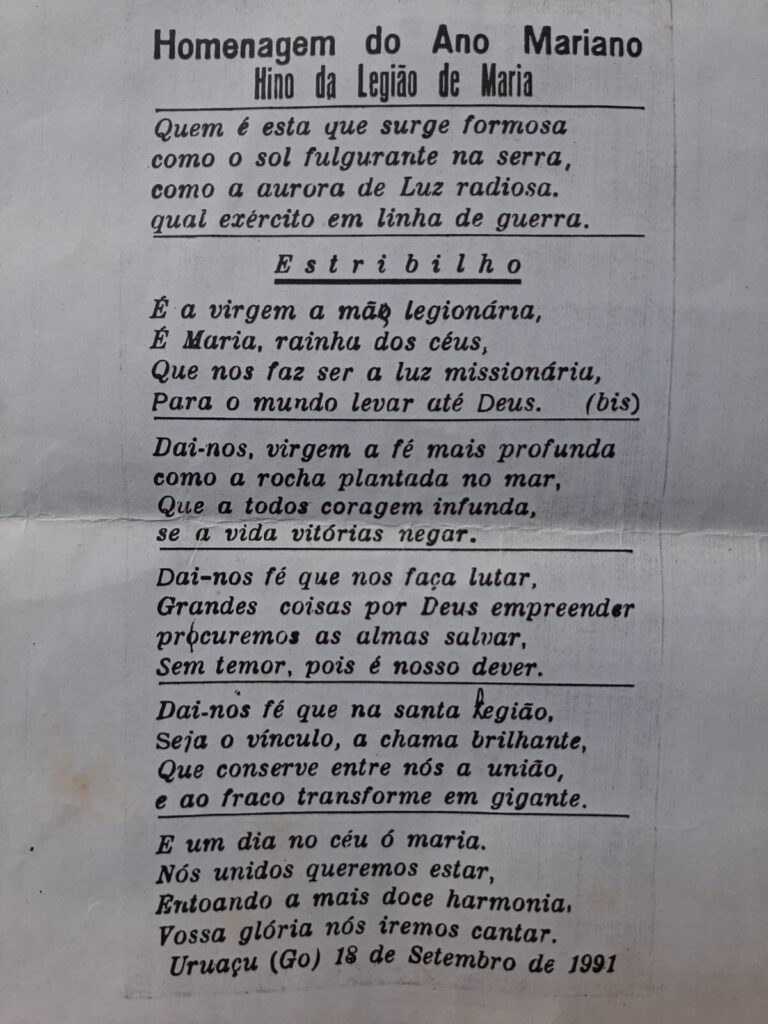 Homenagem do Ano Mariano
Hino da Legião de Maria
Quem é esta que surge formosa
como o sol fulgurante na serra,
como a aurora de Luz radiosa.
qual exército em linha de guerra.
Estribilho
É a virgem a mãe legionária,
É Maria, rainha dos céus,
Que nos faz ser a luz missionária,
Para o mundo levar até Deus. (bis)
Dai-nos, virgem a fé mais profunda
como a rocha plantada no mar,
Que a todos coragem infunda,
se a vida vitórias negar.
Dai-nos fé que nos faça lutar,
Grandes coisas por Deus empreender
procuremos as almas salvar,
Sem temor, pois é nosso dever.
Dai-nos fé que na santa legião,
Seja o vínculo, a chama brilhante,
Que conserve entre nós a união,
e ao fraco transforme em gigante.
E um dia no céu ó maria.
Nós unidos queremos estar,
Entoando a mais doce harmonia,
Vossa glória nós iremos cantar.
Uruaçu (Go) 18 de Setembro de 1991